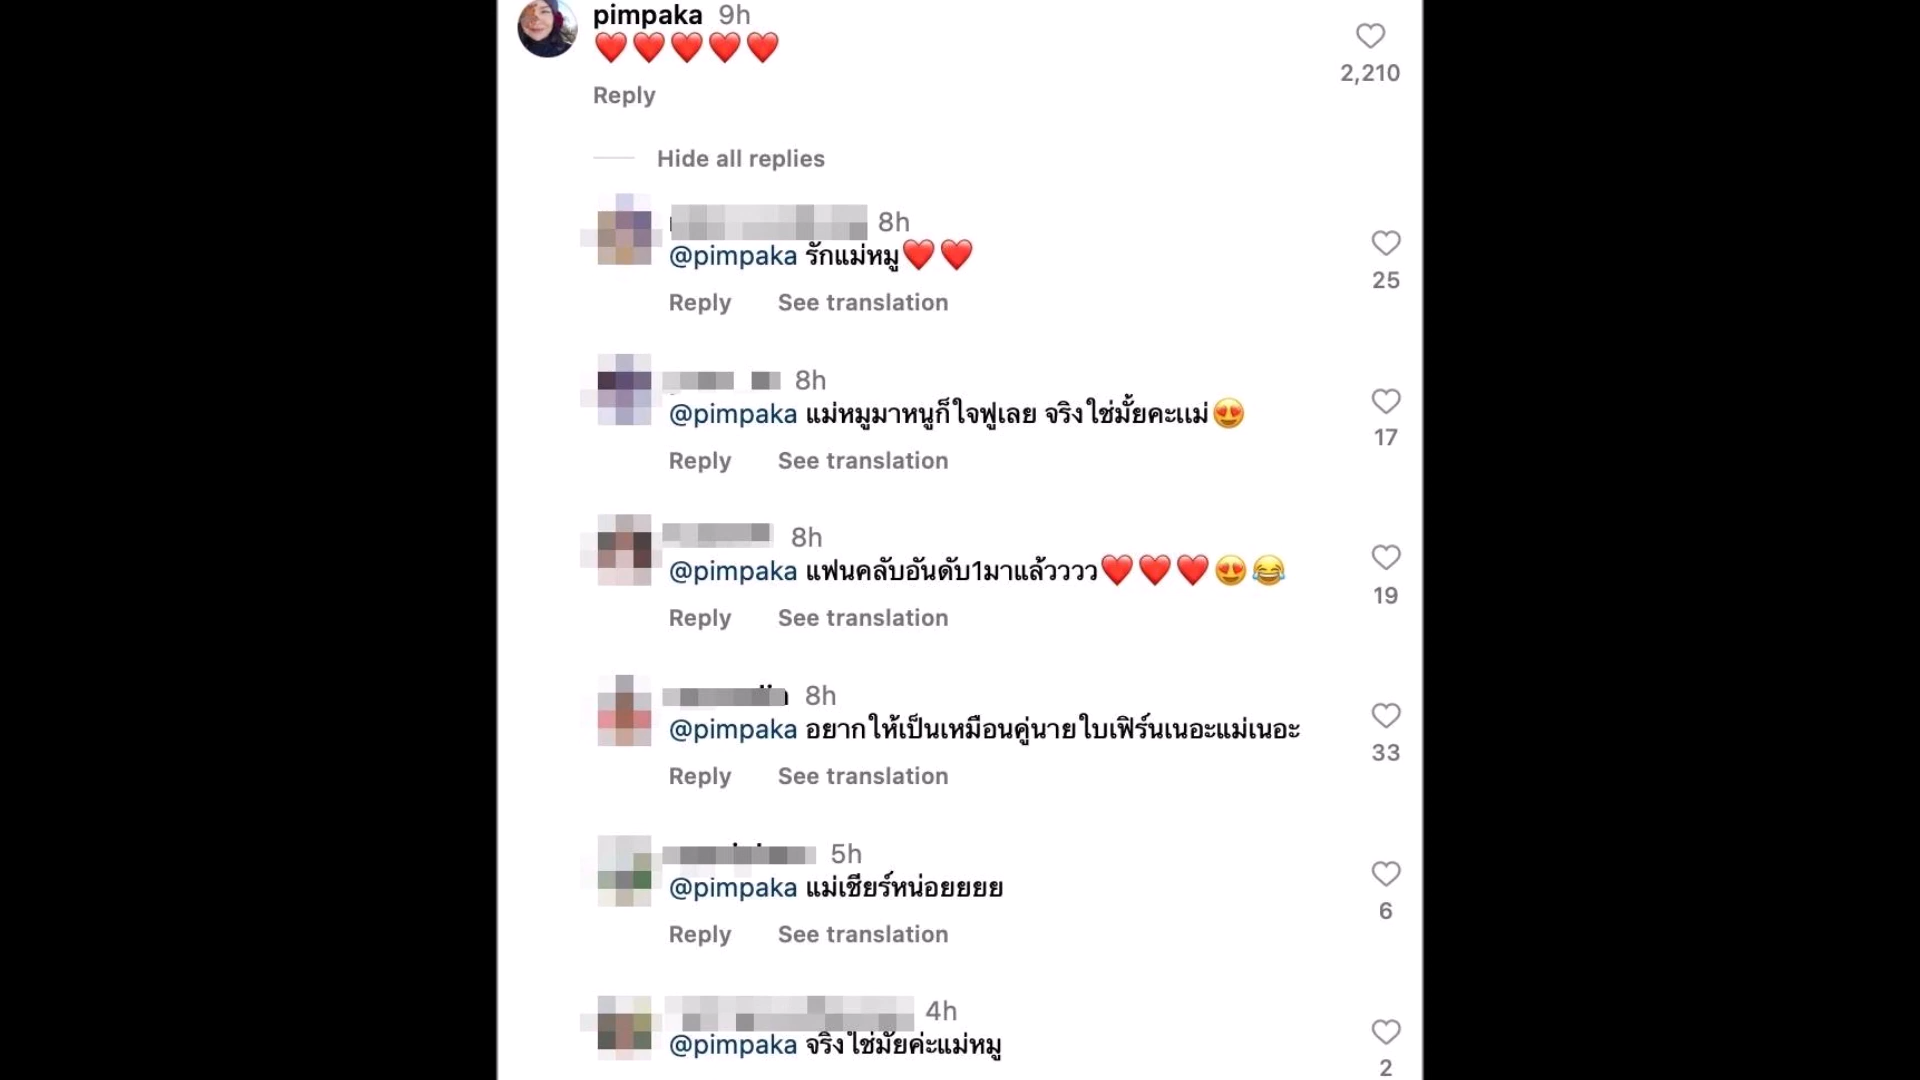 pimpaka 9h
❤️❤️❤️❤️❤️
2,210
Reply
Hide all replies
8h
@pimpaka รักแม่หมู❤️❤️
25
Reply See translation
8h
@pimpaka แม่หมูมาหนูก็ใจฟูเลย จริงใช่มั้ยคะแม่😍
17
Reply See translation
8h
@pimpaka แฟนคลับอันดับ1มาแล้วววว❤️❤️❤️😍😂
19
Reply See translation
8h
@pimpaka อยากให้เป็นเหมือนคู่นายใบเฟิร์นเนอะแม่เนอะ
33
Reply See translation
5h
@pimpaka แม่เชียร์หน่อยยยย
6
Reply See translation
4h
@pimpaka จริงใช่มัยค่ะแม่หมู
2